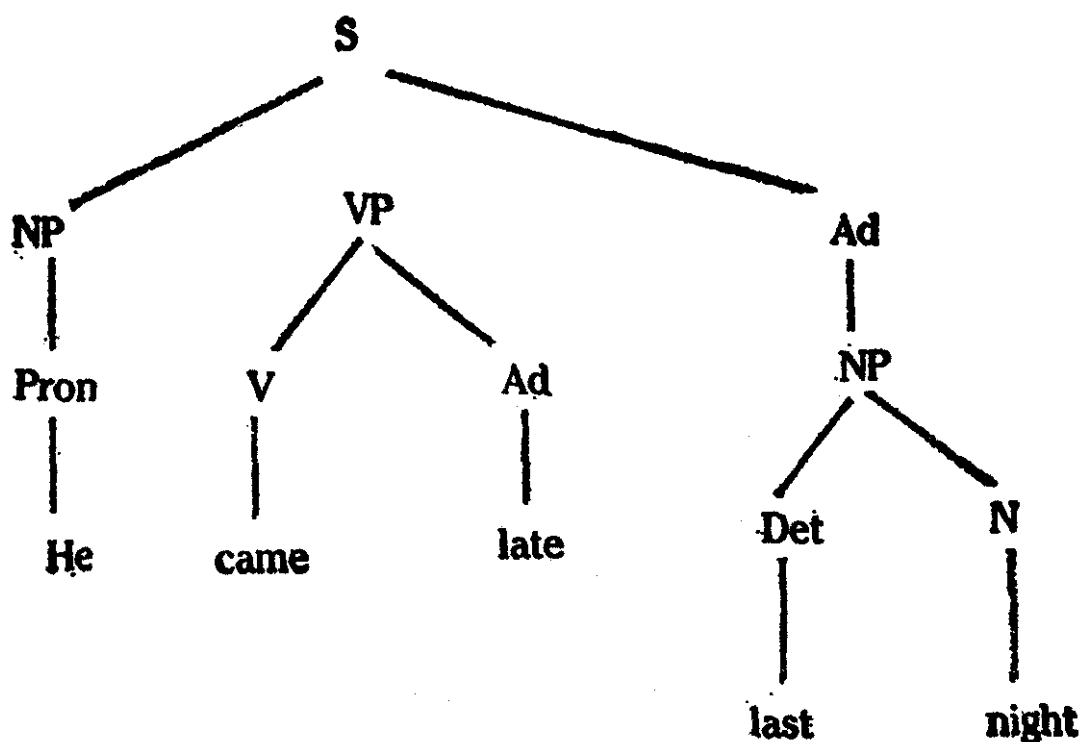 S
NP VP Ad
Pron V Ad NP
He came late Det N
last night